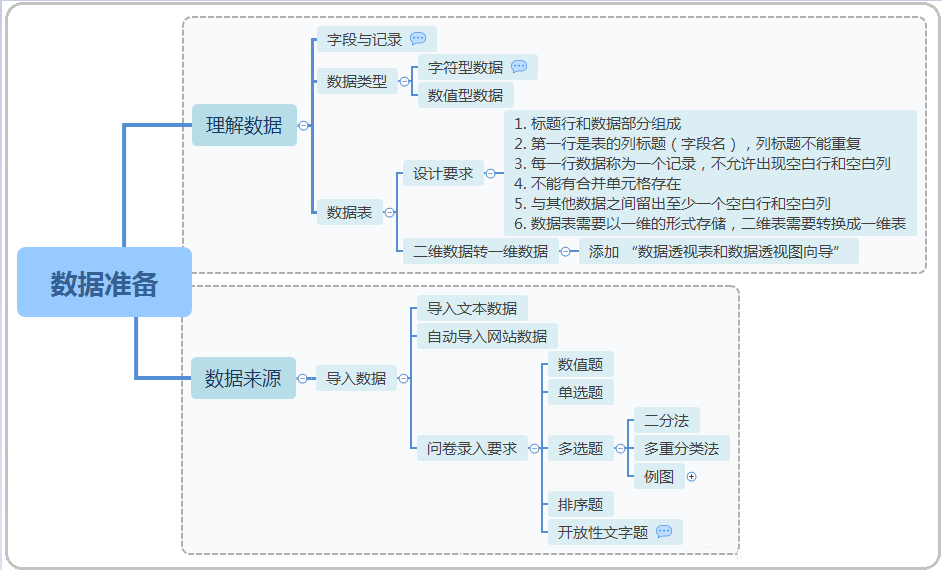 数据准备
理解数据
字段与记录
数据类型
字符型数据
数值型数据
数据表
设计要求
1. 标题行和数据部分组成
2. 第一行是表的列标题（字段名），列标题不能重复
3. 每一行数据称为一个记录，不允许出现空白行和空白列
4. 不能有合并单元格存在
5. 与其他数据之间留出至少一个空白行和空白列
6. 数据表需要以一维的形式存储，二维表需要转换成一维表
二维数据转一维数据
添加 “数据透视表和数据透视图向导”
数据来源
导入数据
导入文本数据
自动导入网站数据
问卷录入要求
数值题
单选题
多选题
二分法
多重分类法
例图
排序题
开放性文字题